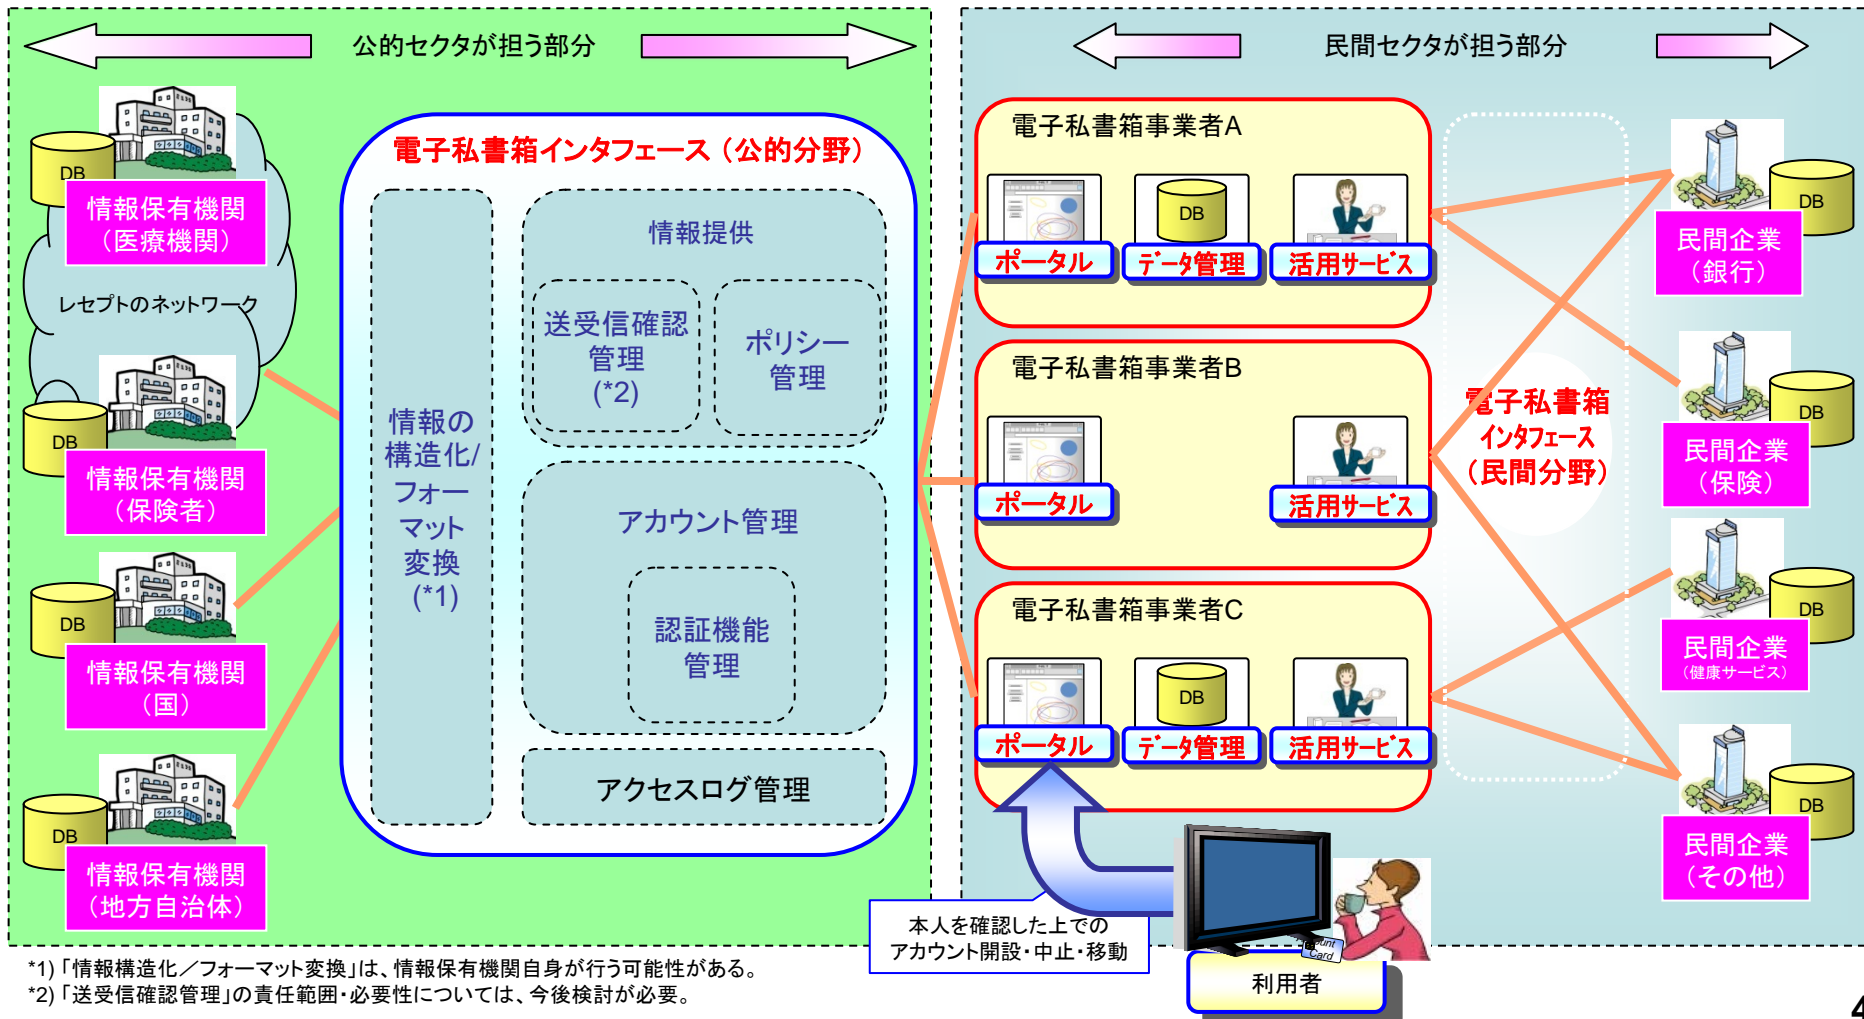 公的セクタが担う部分
民間セクタが担う部分
DB
情報保有機関
（医療機関）
レセプトのネットワーク
DB
情報保有機関
（保険者）
DB
情報保有機関
（国）
DB
情報保有機関
（地方自治体）
電子私書箱インタフェース（公的分野）
情報の
構造化/
フォー
マット
変換
(*1)
情報提供
送受信確認
管理
(*2)
ポリシー
管理
アカウント管理
認証機能
管理
アクセスログ管理
電子私書箱事業者A
DB
ポータル
データ管理
活用サービス
電子私書箱事業者B
ポータル
活用サービス
電子私書箱事業者C
DB
ポータル
データ管理
活用サービス
電子私書箱
インタフェース
（民間分野）
DB
民間企業
（銀行）
DB
民間企業
（保険）
DB
民間企業
（健康サービス）
DB
民間企業
（その他）
本人を確認した上での
アカウント開設・中止・移動
Card
利用者
*1)「情報構造化／フォーマット変換」は、情報保有機関自身が行う可能性がある。
*2)「送受信確認管理」の責任範囲・必要性については、今後検討が必要。
4